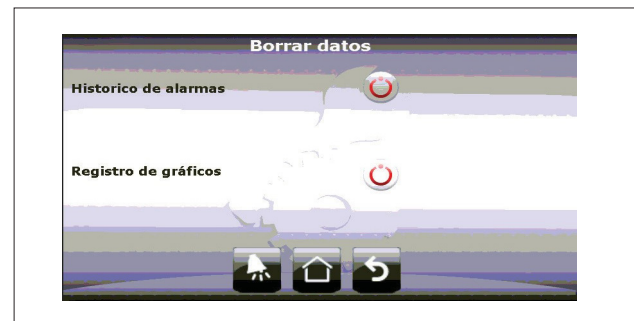 Borrar datos
Historico de alarmas
Registro de gráficos